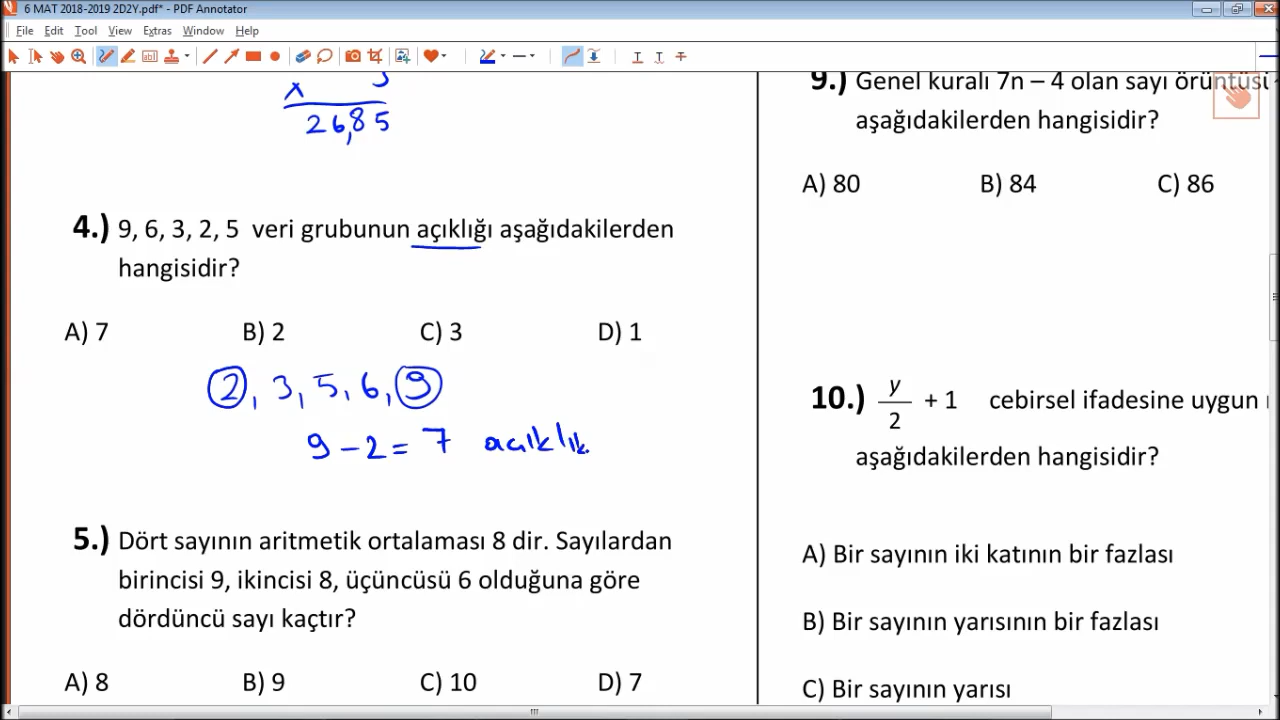 6 MAT 2018-2019 2D2Y.pdf* - PDF Annotator
File Edit Tool View Extras Window Help
x 3
26,85
4.) 9, 6, 3, 2, 5 veri grubunun açıklığı aşağıdakilerden
hangisidir?
A) 7 B) 2 C) 3 D) 1
2, 3, 5, 6, 9
9 - 2 = 7 acıklık
5.) Dört sayının aritmetik ortalaması 8 dir. Sayılardan
birincisi 9, ikincisi 8, üçüncüsü 6 olduğuna göre
dördüncü sayı kaçtır?
A) 8 B) 9 C) 10 D) 7
9.) Genel kuralı 7n – 4 olan sayı örüntüsü
aşağıdakilerden hangisidir?
A) 80 B) 84 C) 86
10.) y/2 + 1 cebirsel ifadesine uygun
aşağıdakilerden hangisidir?
A) Bir sayının iki katının bir fazlası
B) Bir sayının yarısının bir fazlası
C) Bir sayının yarısı